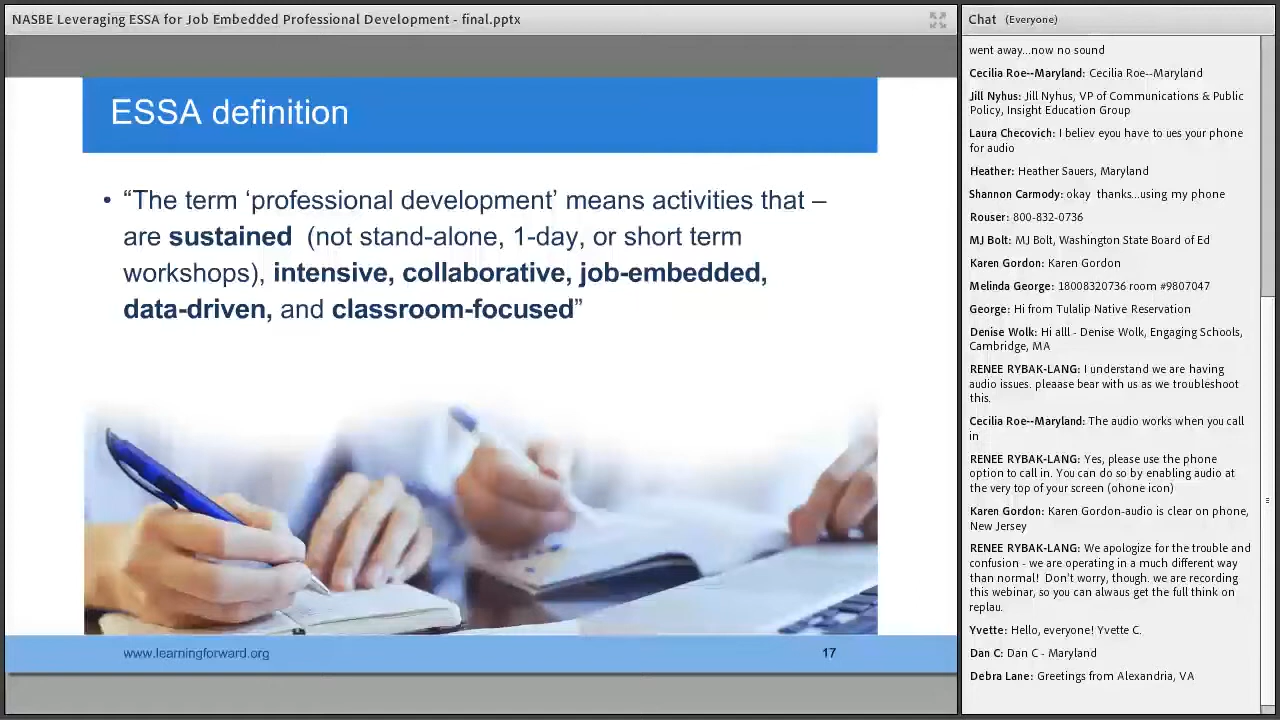 NASBE Leveraging ESSA for Job Embedded Professional Development - final.pptx
ESSA definition
• “The term ‘professional development’ means activities that –
are sustained (not stand-alone, 1-day, or short term
workshops), intensive, collaborative, job-embedded,
data-driven, and classroom-focused”
www.learningforward.org
17
Chat (Everyone)
went away...now no sound
Cecilia Roe--Maryland: Cecilia Roe--Maryland
Jill Nyhus: Jill Nyhus, VP of Communications & Public
Policy, Insight Education Group
Laura Checovich: I believ eyou have to ues your phone
for audio
Heather: Heather Sauers, Maryland
Shannon Carmody: okay thanks...using my phone
Rouser: 800-832-0736
MJ Bolt: MJ Bolt, Washington State Board of Ed
Karen Gordon: Karen Gordon
Melinda George: 18008320736 room #9807047
George: Hi from Tulalip Native Reservation
Denise Wolk: Hi alll - Denise Wolk, Engaging Schools,
Cambridge, MA
RENEE RYBAK-LANG: I understand we are having
audio issues. pleaase bear with us as we troubleshoot
this.
Cecilia Roe--Maryland: The audio works when you call
in
RENEE RYBAK-LANG: Yes, please use the phone
option to call in. You can do so by enabling audio at
the very top of your screen (ohone icon)
Karen Gordon: Karen Gordon-audio is clear on phone,
New Jersey
RENEE RYBAK-LANG: We apologize for the trouble and
confusion - we are operating in a much different way
than normal! Don't worry, though. we are recording
this webinar, so you can alwaus get the full think on
replau.
Yvette: Hello, everyone! Yvette C.
Dan C: Dan C - Maryland
Debra Lane: Greetings from Alexandria, VA